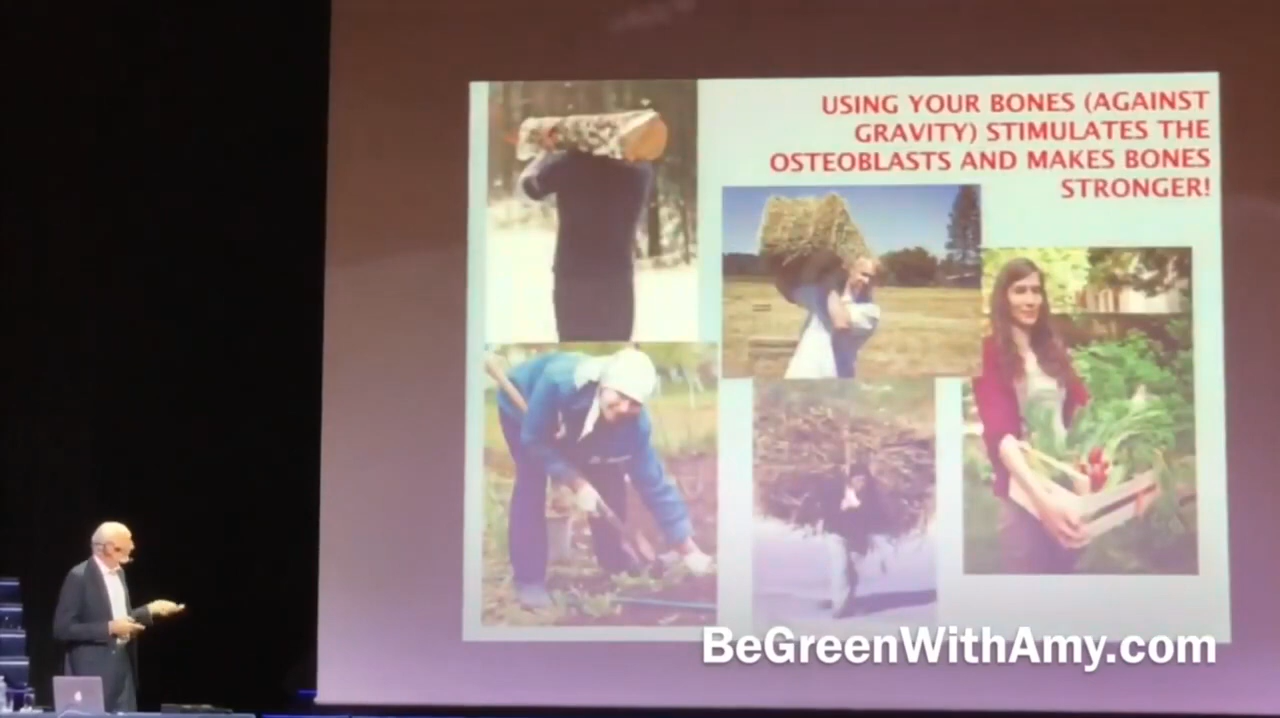 USING YOUR BONES (AGAINST
GRAVITY) STIMULATES THE
OSTEOBLASTS AND MAKES BONES
STRONGER!
BeGreenWithAmy.com